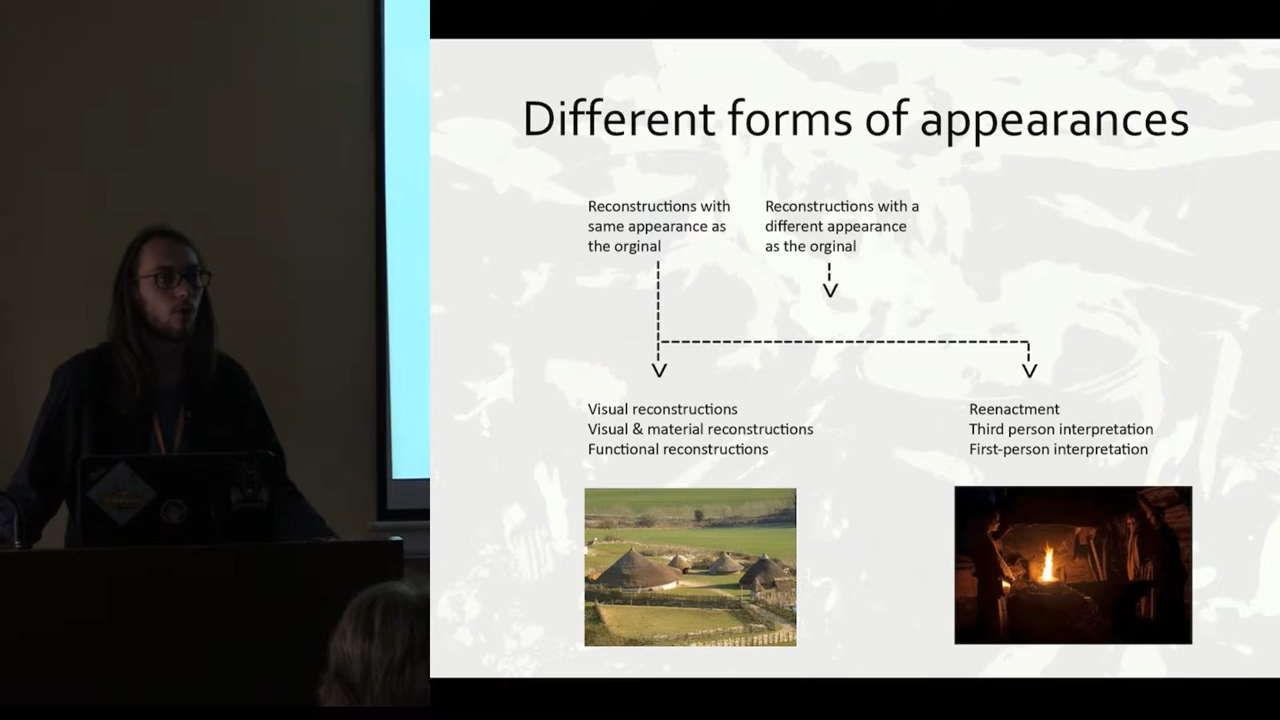 Different forms of appearances
Reconstructions with
same appearance as
the orginal
Reconstructions with a
different appearance
as the orginal
Visual reconstructions
Visual & material reconstructions
Functional reconstructions
Reenactment
Third person interpretation
First-person interpretation